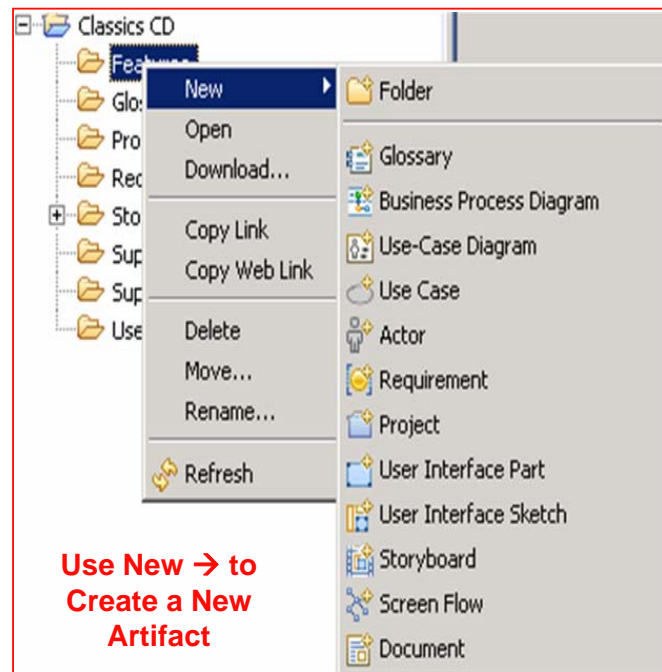 Classics CD
New
Open
Download...
Copy Link
Copy Web Link
Delete
Move...
Rename...
Refresh
Folder
Glossary
Business Process Diagram
Use-Case Diagram
Use Case
Actor
Requirement
Project
User Interface Part
User Interface Sketch
Storyboard
Screen Flow
Document
Use New → to
Create a New
Artifact